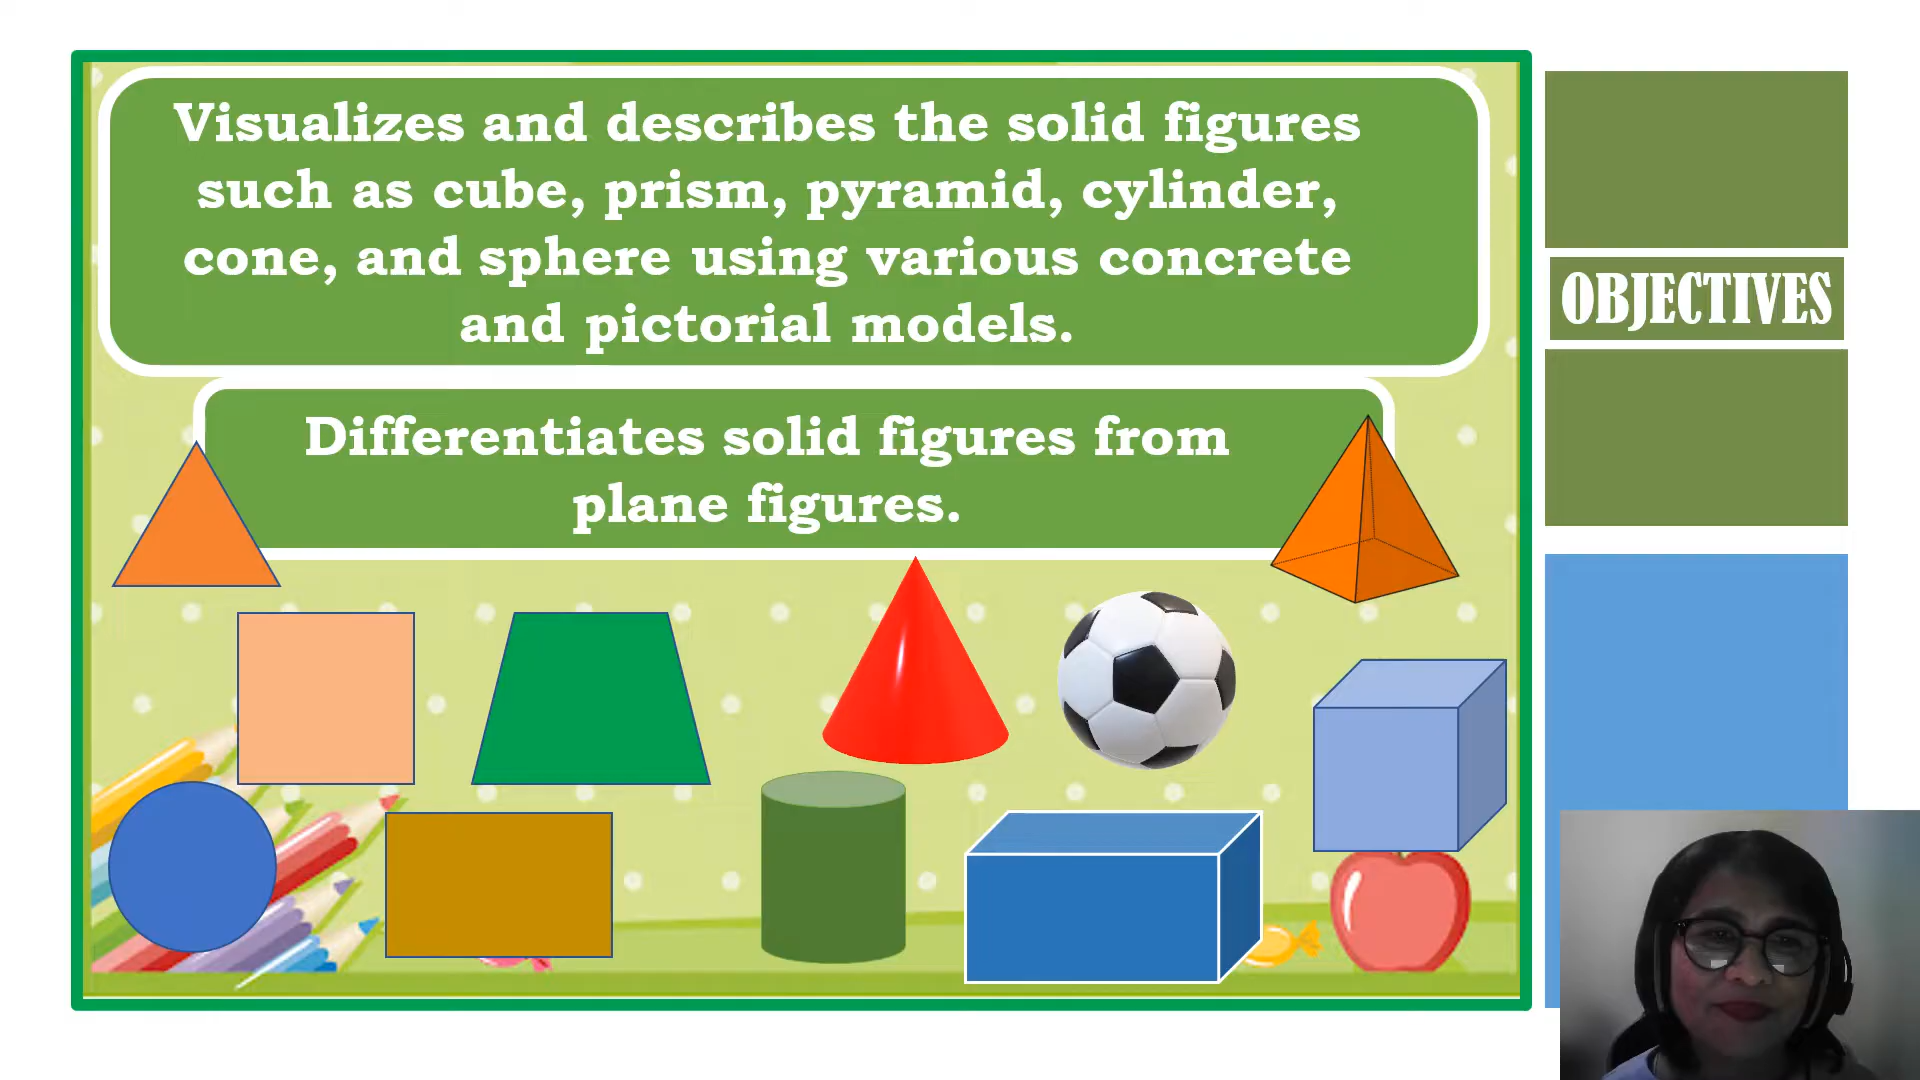 Visualizes and describes the solid figures
such as cube, prism, pyramid, cylinder,
cone, and sphere using various concrete
and pictorial models.
OBJECTIVES
Differentiates solid figures from
plane figures.